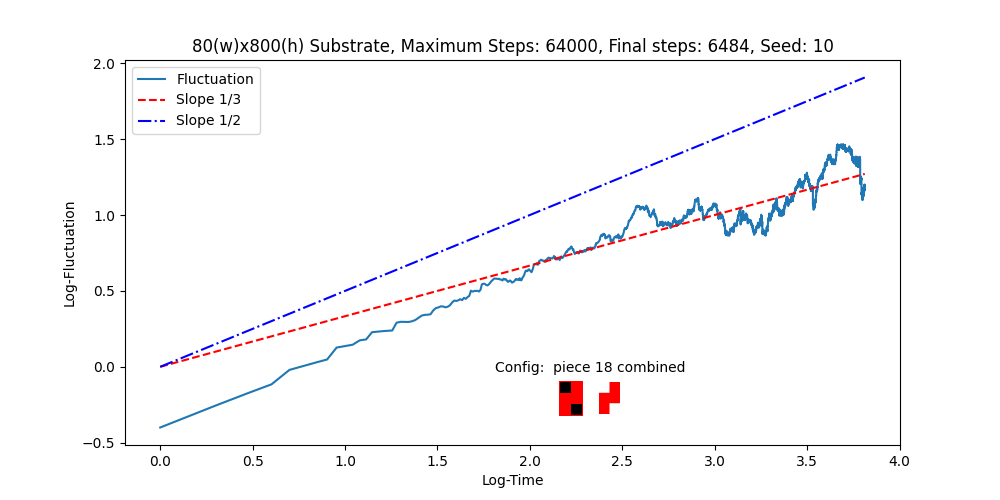 80(w)x800(h) Substrate, Maximum Steps: 64000, Final steps: 6484, Seed: 10
Fluctuation
Slope 1/3
Slope 1/2
Log-Fluctuation
2.0
1.5
1.0
0.5
0.0
−0.5
Config:  piece 18 combined
0.0 0.5 1.0 1.5 2.0 2.5 3.0 3.5 4.0
Log-Time